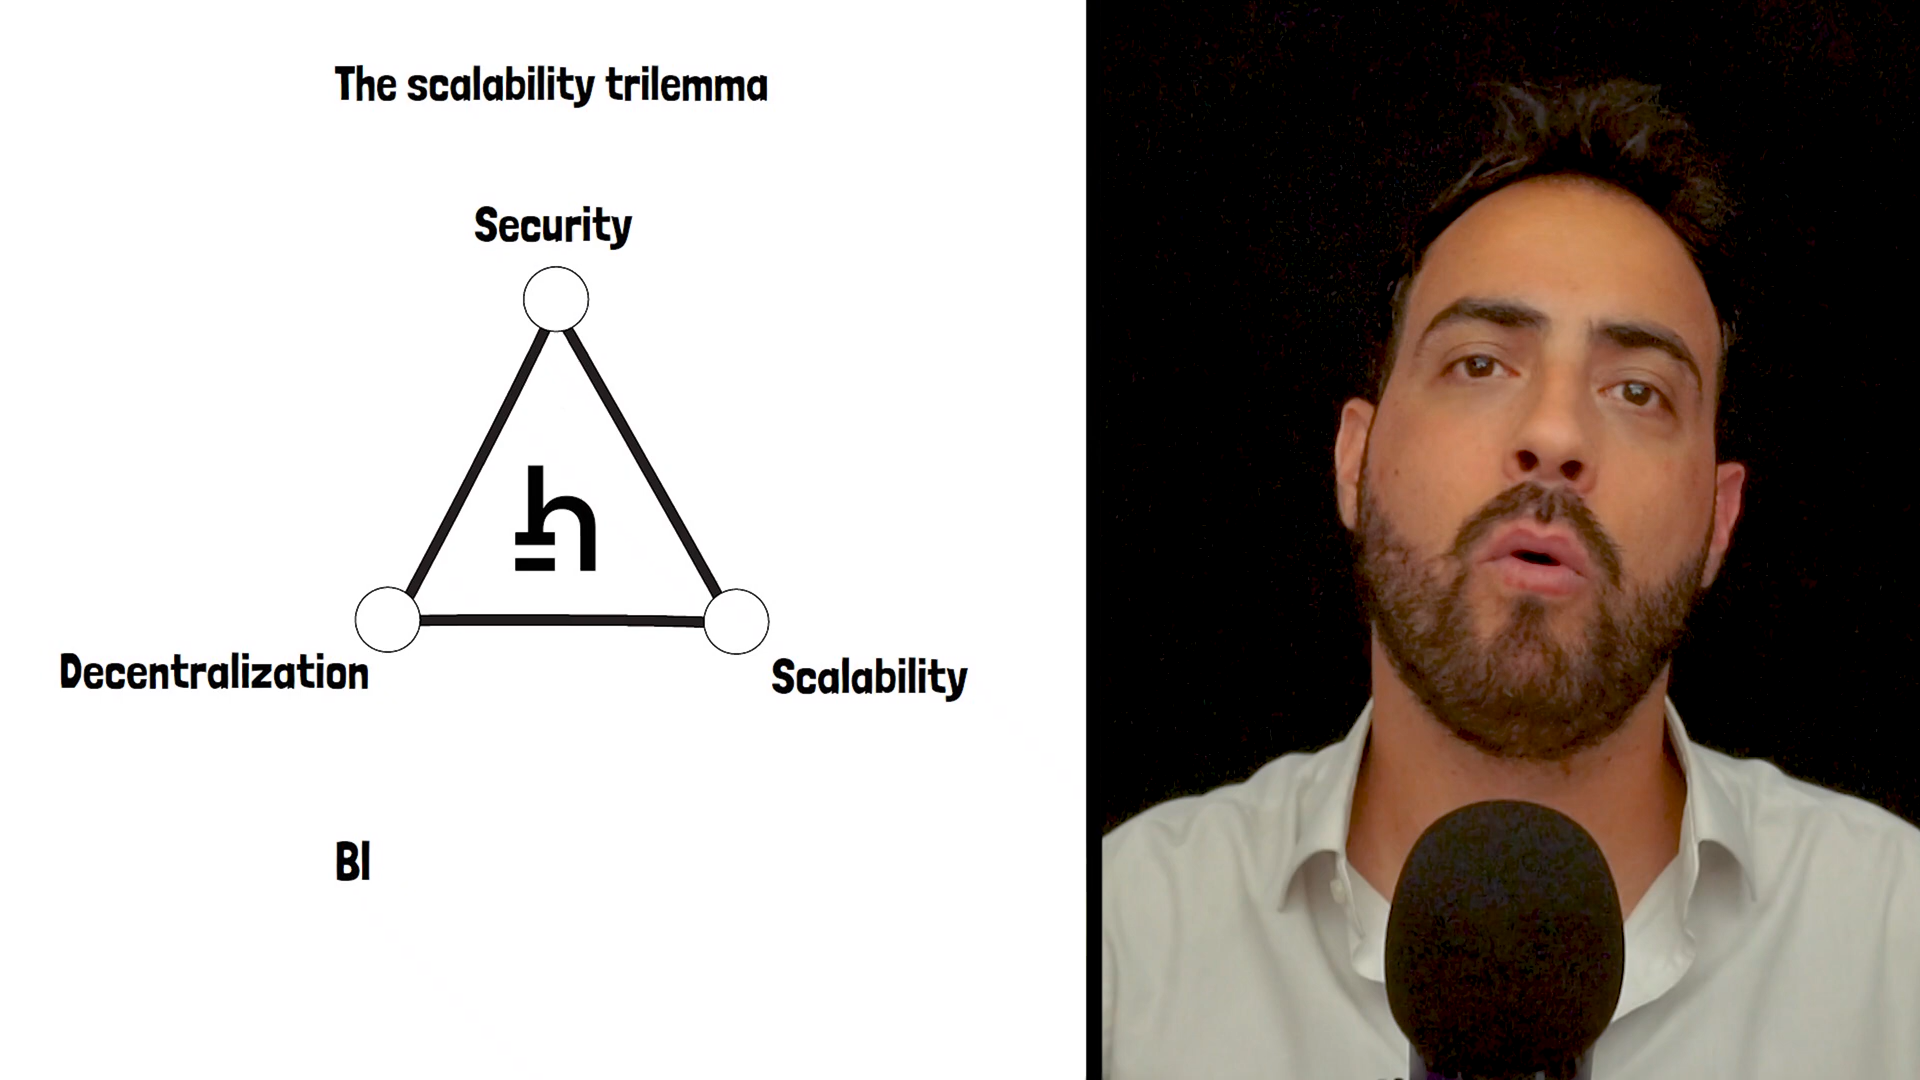 The scalability trilemma
Security
Decentralization
Scalability
Bl